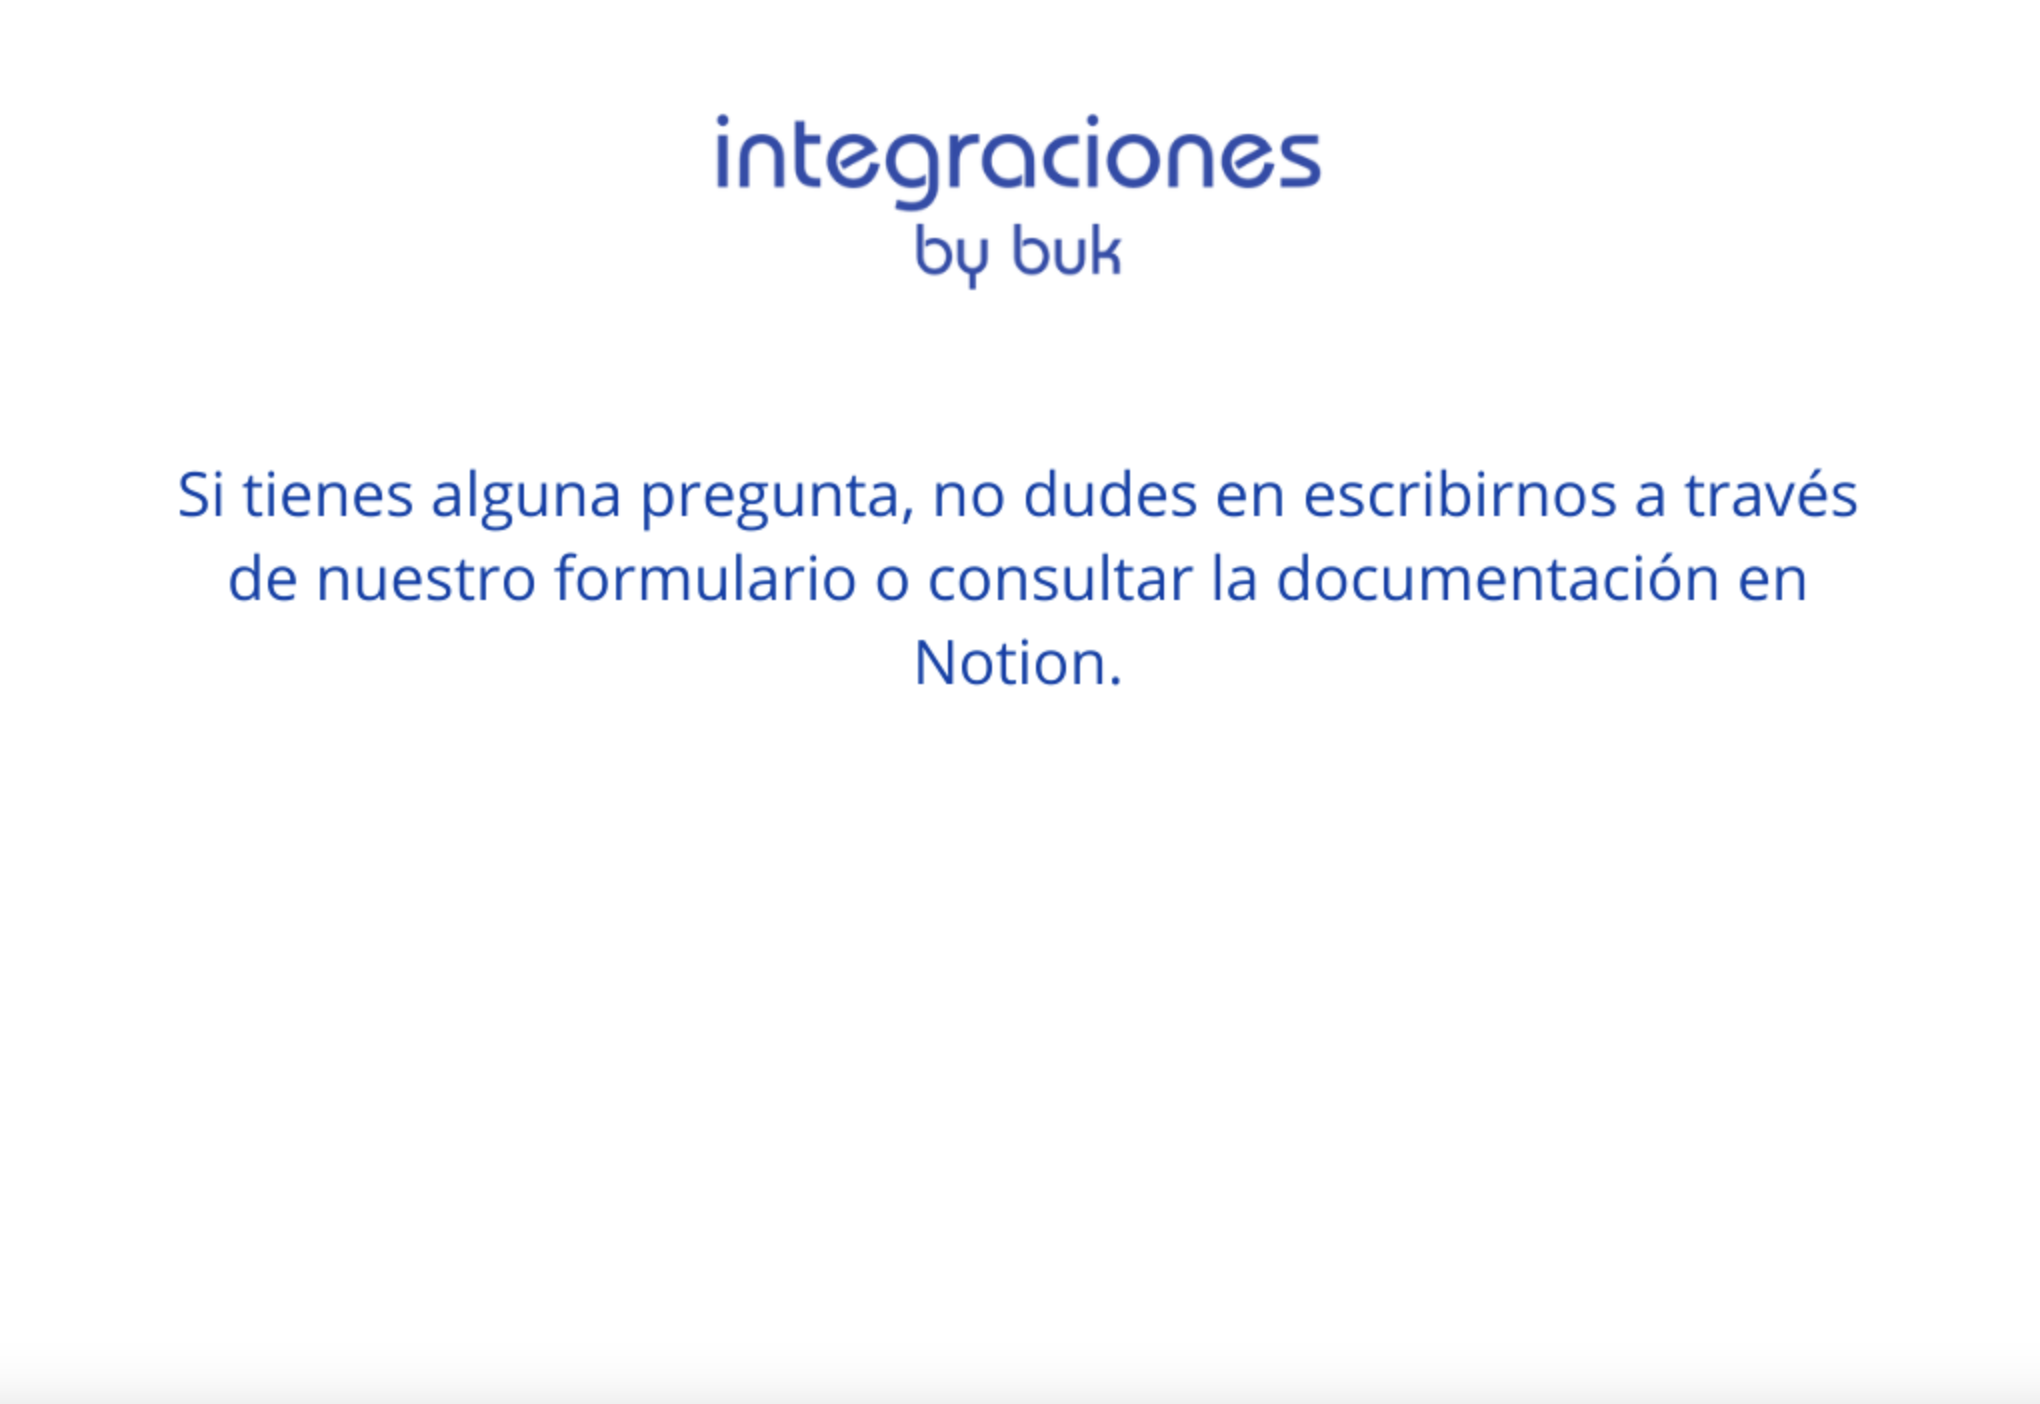 integraciones
by buk
Si tienes alguna pregunta, no dudes en escribirnos a través
de nuestro formulario o consultar la documentación en
Notion.